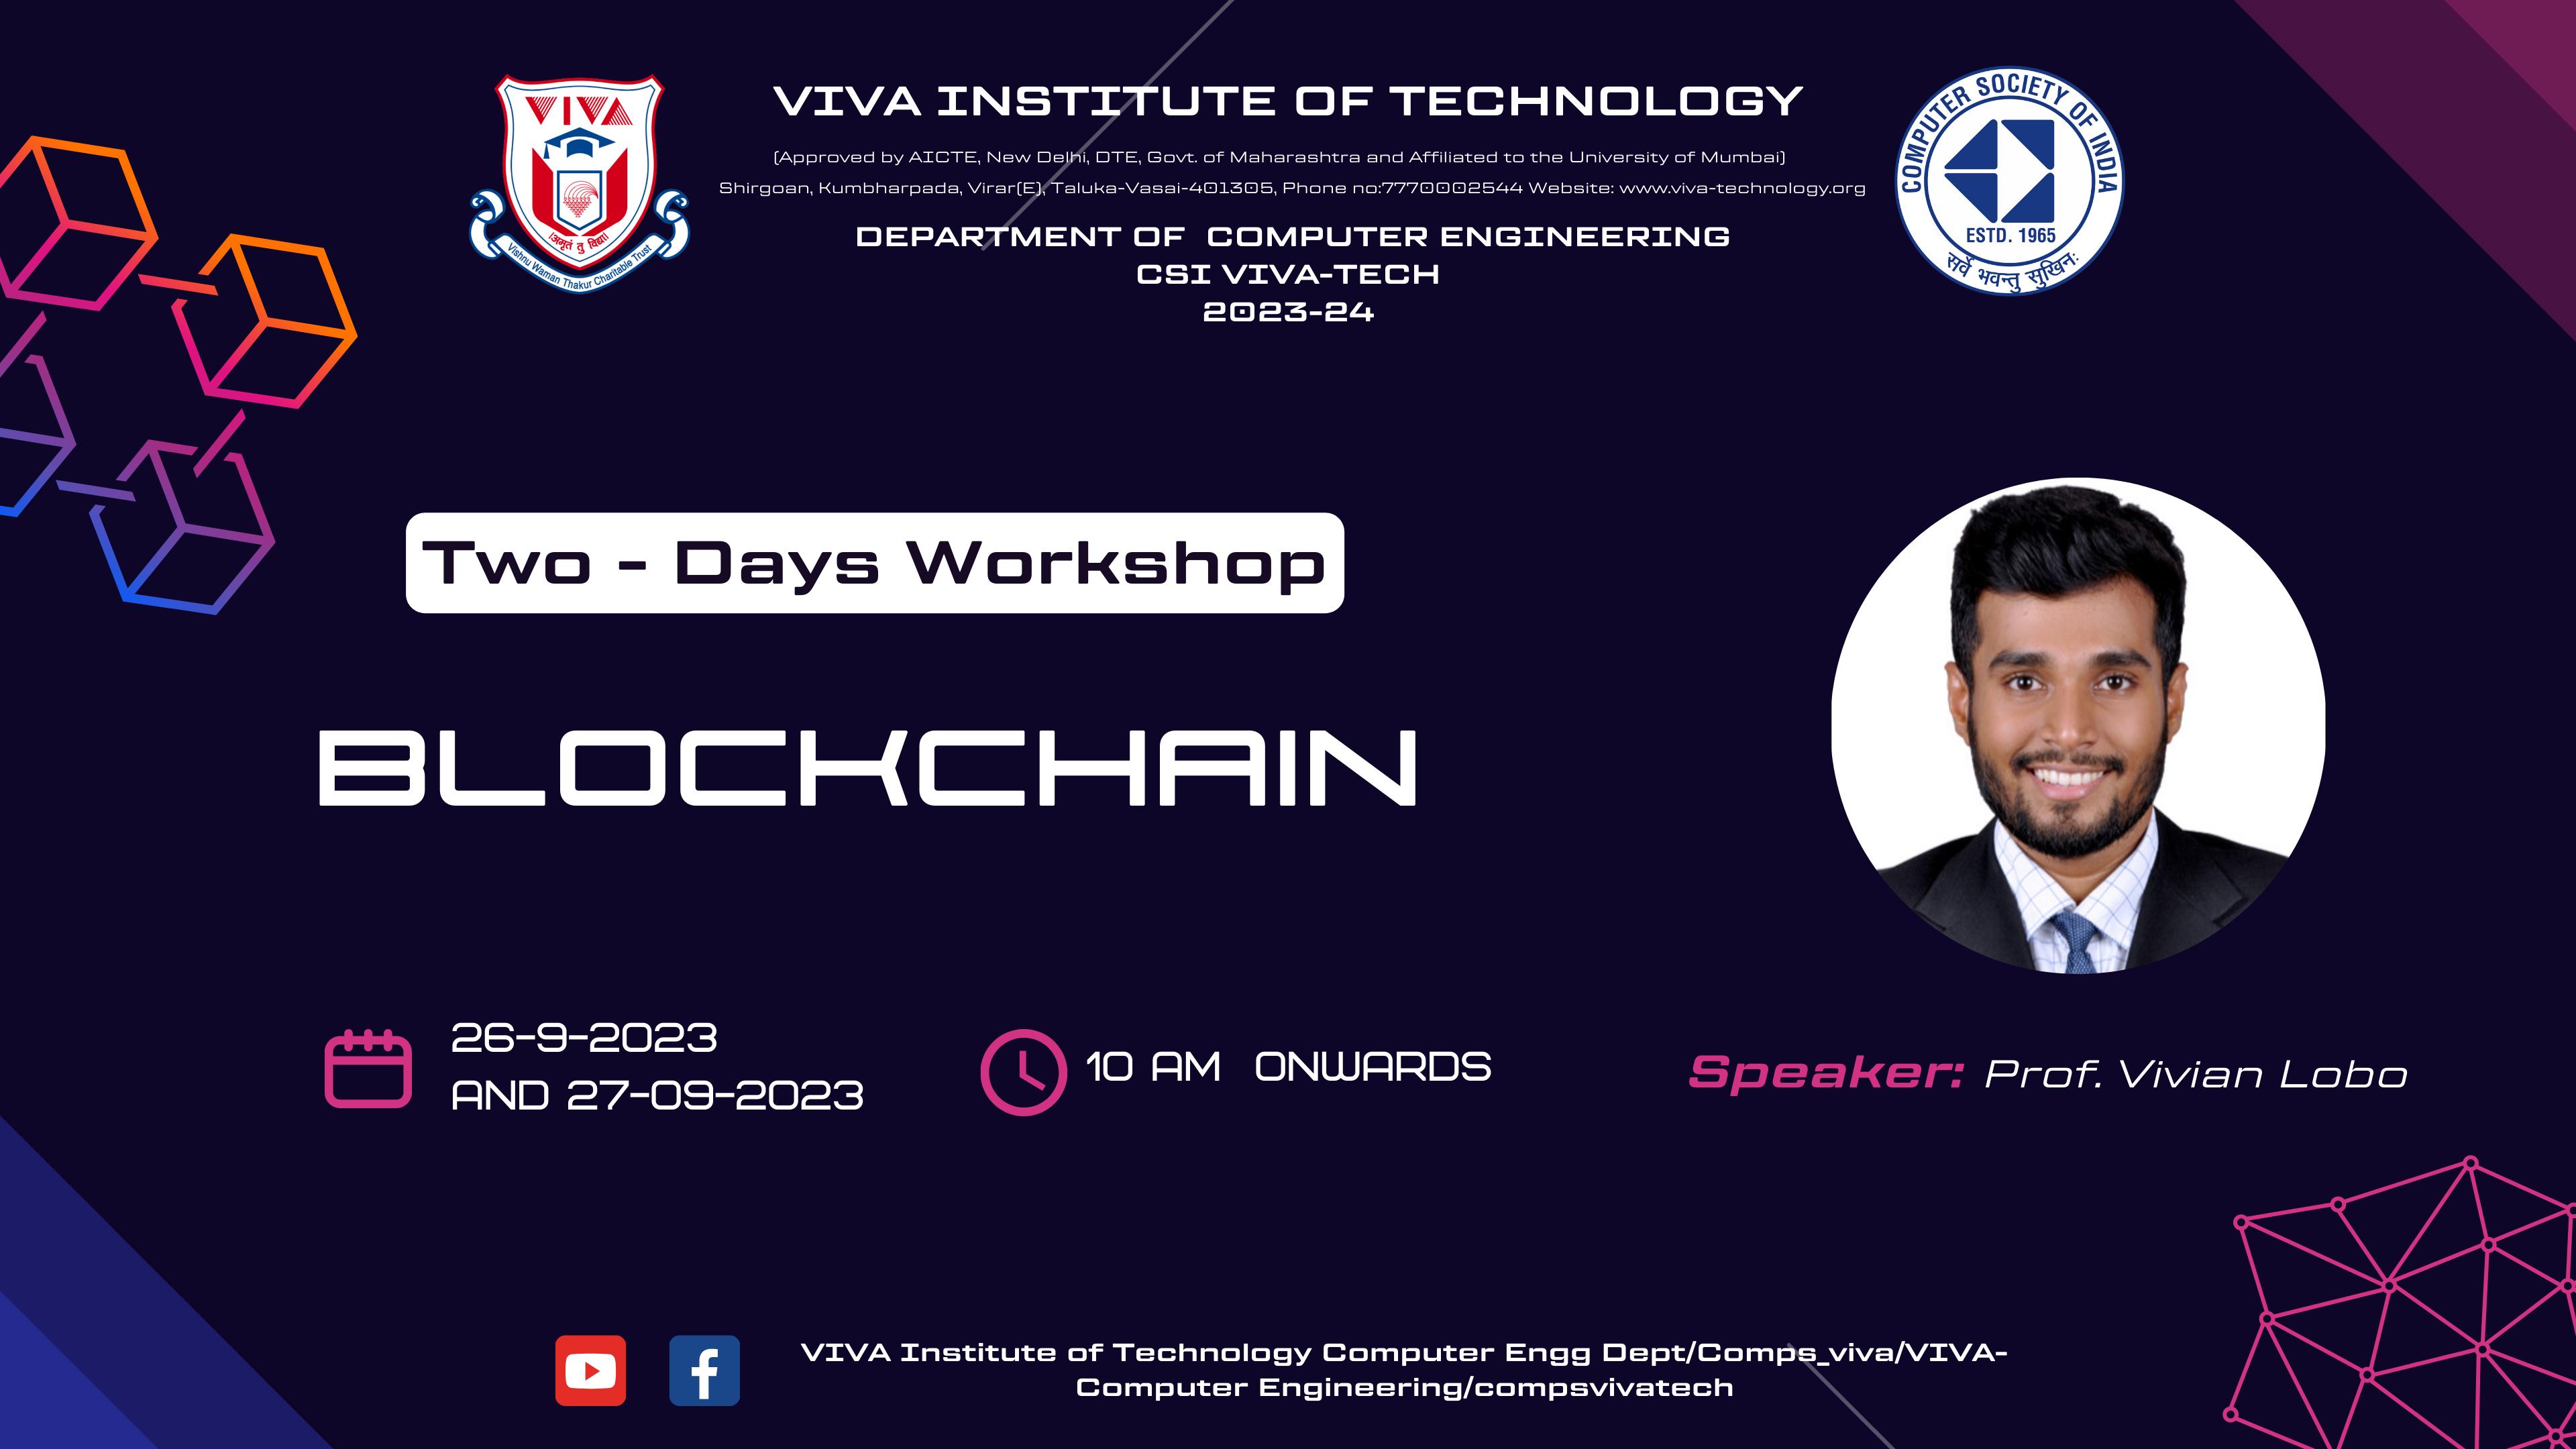 VIVA
।अमृतं तु विद्या।
Vishnu Waman Thakur Charitable Trust
VIVA INSTITUTE OF TECHNOLOGY
(Approved by AICTE, New Delhi, DTE, Govt. of Maharashtra and Affiliated to the University of Mumbai)
Shirgoan, Kumbharpada, Virar(E), Taluka-Vasai-401305, Phone no:7770002544 Website: www.viva-technology.org
DEPARTMENT OF COMPUTER ENGINEERING
CSI VIVA-TECH
2023-24
COMPUTER SOCIETY OF INDIA
ESTD. 1965
सर्वे भवन्तु सुखिनः
Two - Days Workshop
BLOCKCHAIN
26-9-2023
AND 27-09-2023
10 AM ONWARDS
Speaker: Prof. Vivian Lobo
VIVA Institute of Technology Computer Engg Dept/Comps_viva/VIVA-
Computer Engineering/compsvivatech